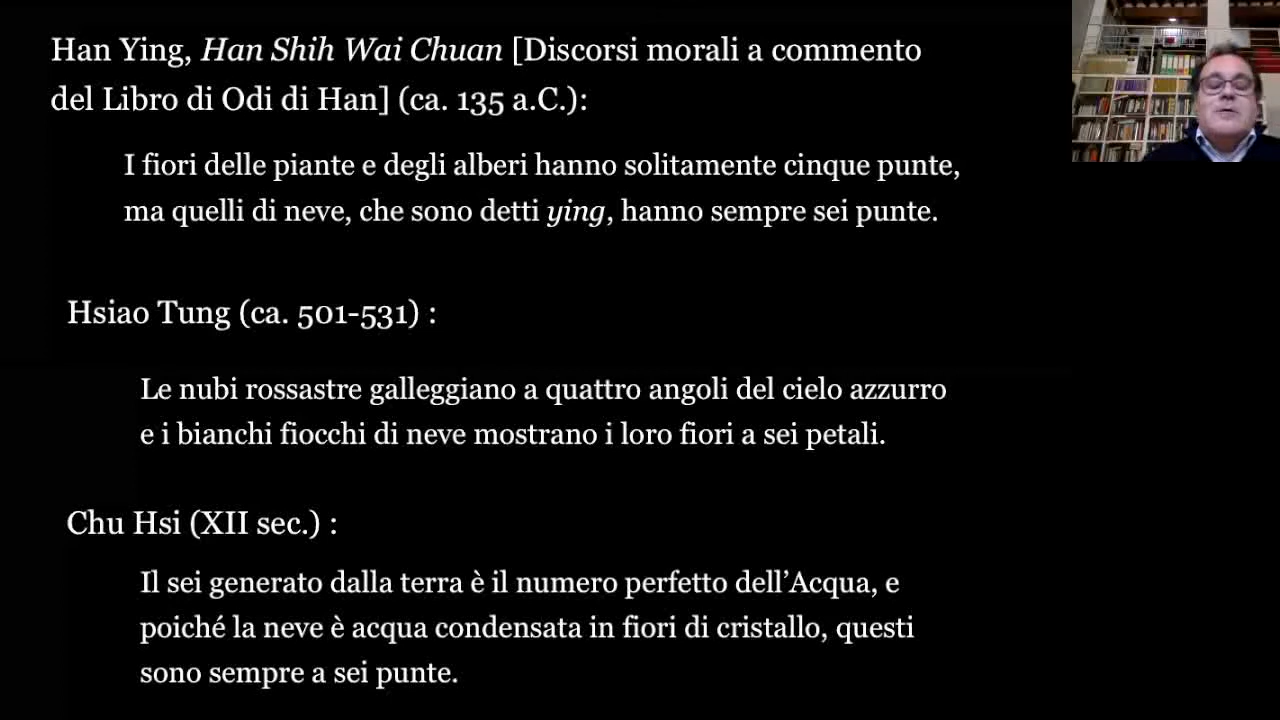 Han Ying, Han Shih Wai Chuan [Discorsi morali a commento
del Libro di Odi di Han] (ca. 135 a.C.):
I fiori delle piante e degli alberi hanno solitamente cinque punte,
ma quelli di neve, che sono detti ying, hanno sempre sei punte.
Hsiao Tung (ca. 501-531) :
Le nubi rossastre galleggiano a quattro angoli del cielo azzurro
e i bianchi fiocchi di neve mostrano i loro fiori a sei petali.
Chu Hsi (XII sec.) :
Il sei generato dalla terra è il numero perfetto dell’Acqua, e
poiché la neve è acqua condensata in fiori di cristallo, questi
sono sempre a sei punte.